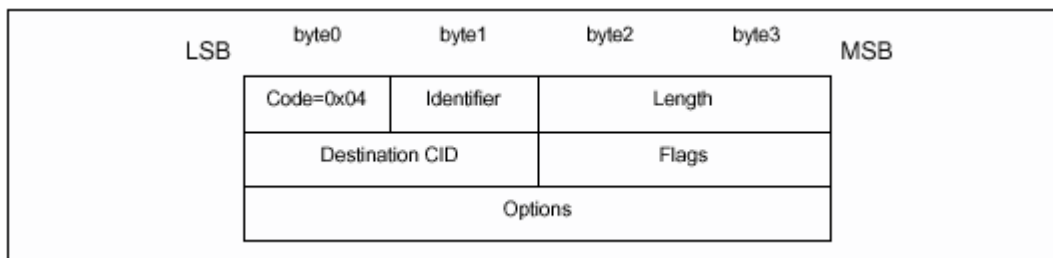 LSB byte0 byte1 byte2 byte3 MSB
Code=0x04 Identifier Length
Destination CID Flags
Options